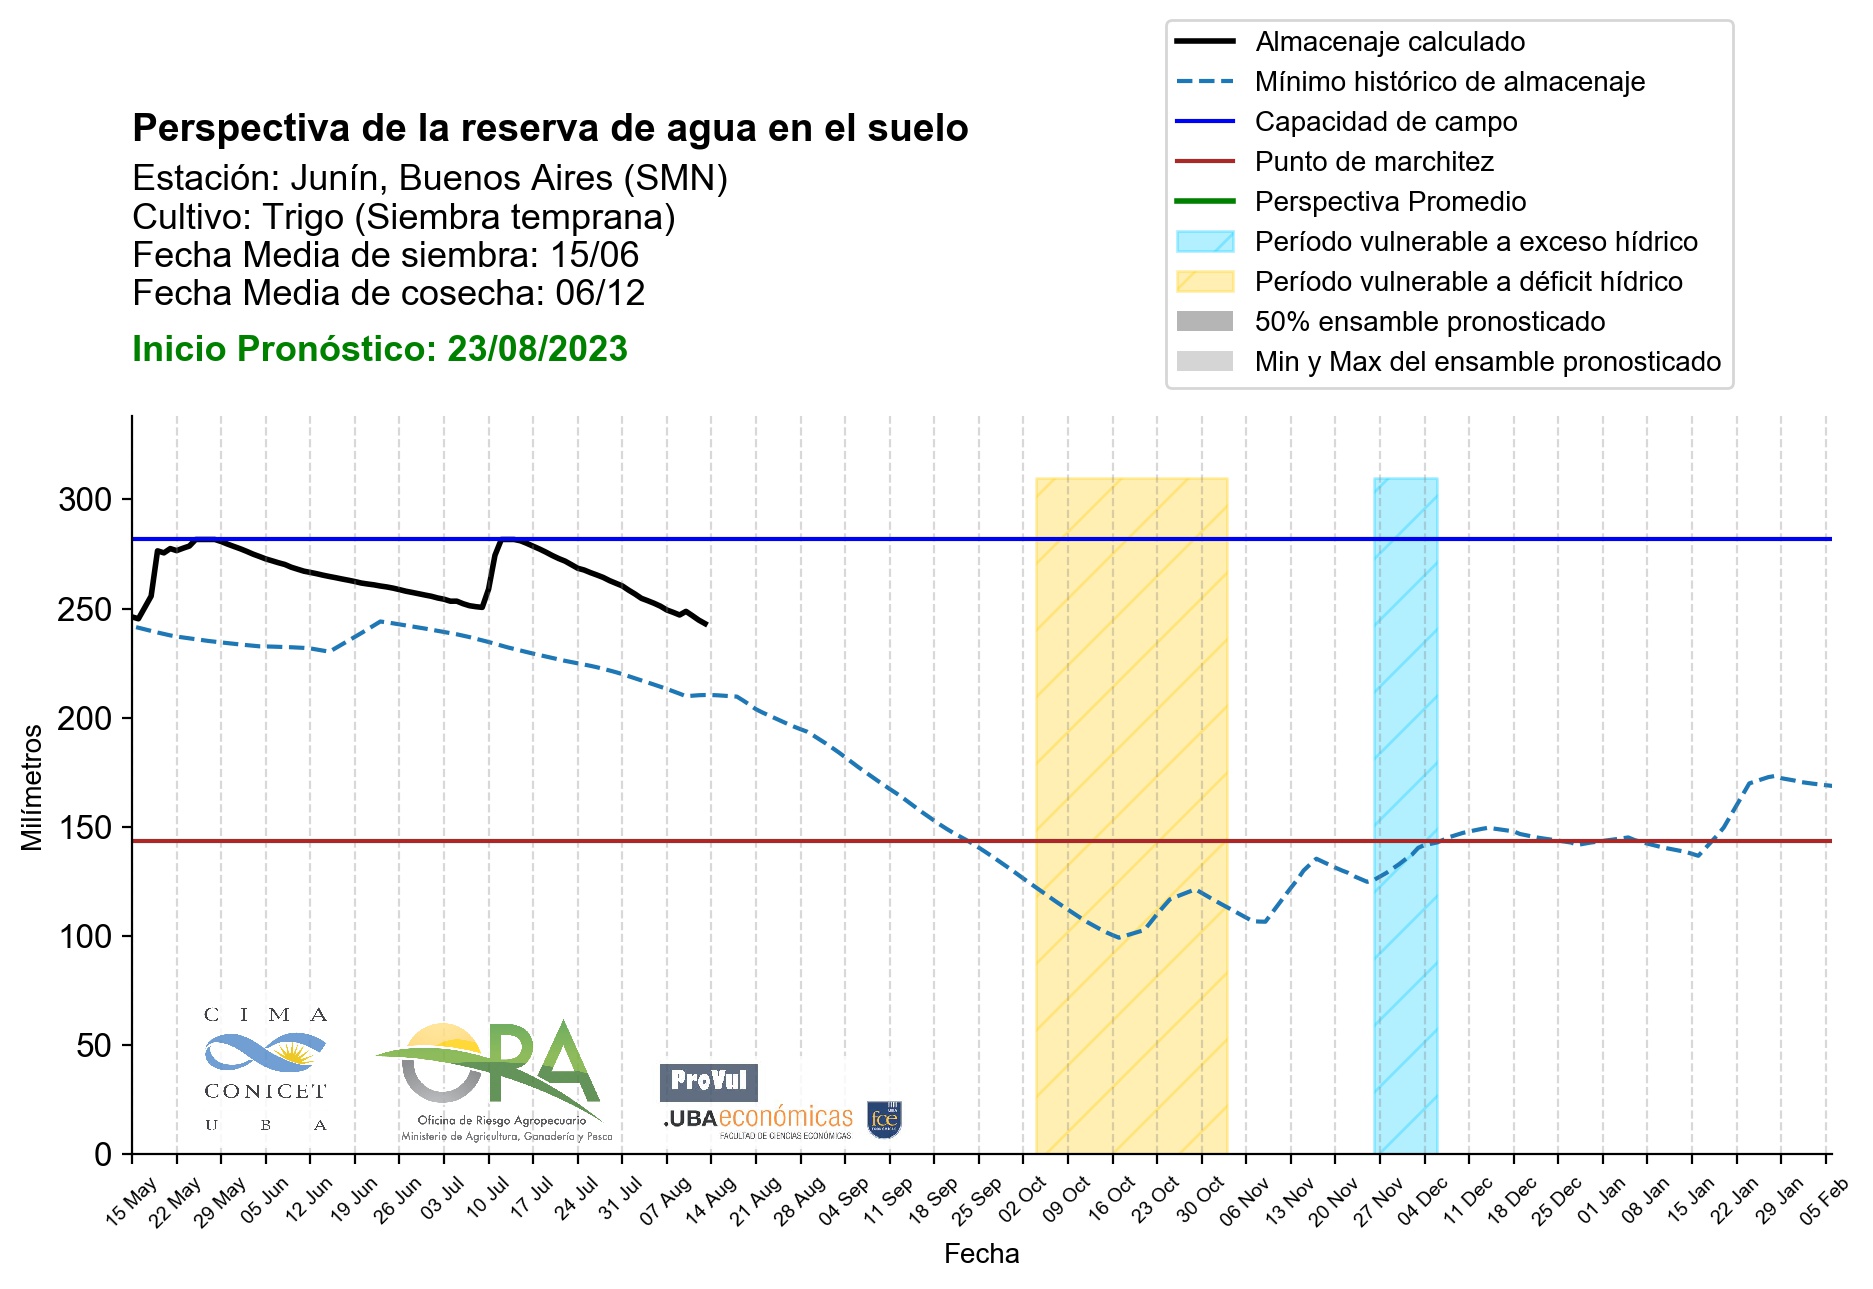 Almacenaje calculado
Mínimo histórico de almacenaje
Capacidad de campo
Punto de marchitez
Perspectiva Promedio
Período vulnerable a exceso hídrico
Período vulnerable a déficit hídrico
50% ensamble pronosticado
Min y Max del ensamble pronosticado
Perspectiva de la reserva de agua en el suelo
Estación: Junín, Buenos Aires (SMN)
Cultivo: Trigo (Siembra temprana)
Fecha Media de siembra: 15/06
Fecha Media de cosecha: 06/12
Inicio Pronóstico: 23/08/2023
300
250
200
150
100
50
0
Milímetros
CIMA
CONICET
UBA
ORA
Oficina de Riesgo Agropecuario
Ministerio de Agricultura, Ganadería y Pesca
ProVul
.UBAeconómicas
FACULTAD DE CIENCIAS ECONÓMICAS
fce
15 May
22 May
29 May
05 Jun
12 Jun
19 Jun
26 Jun
03 Jul
10 Jul
17 Jul
24 Jul
31 Jul
07 Aug
14 Aug
21 Aug
28 Aug
04 Sep
11 Sep
18 Sep
25 Sep
02 Oct
09 Oct
16 Oct
23 Oct
30 Oct
06 Nov
13 Nov
20 Nov
27 Nov
04 Dec
11 Dec
18 Dec
25 Dec
01 Jan
08 Jan
15 Jan
22 Jan
29 Jan
05 Feb
Fecha